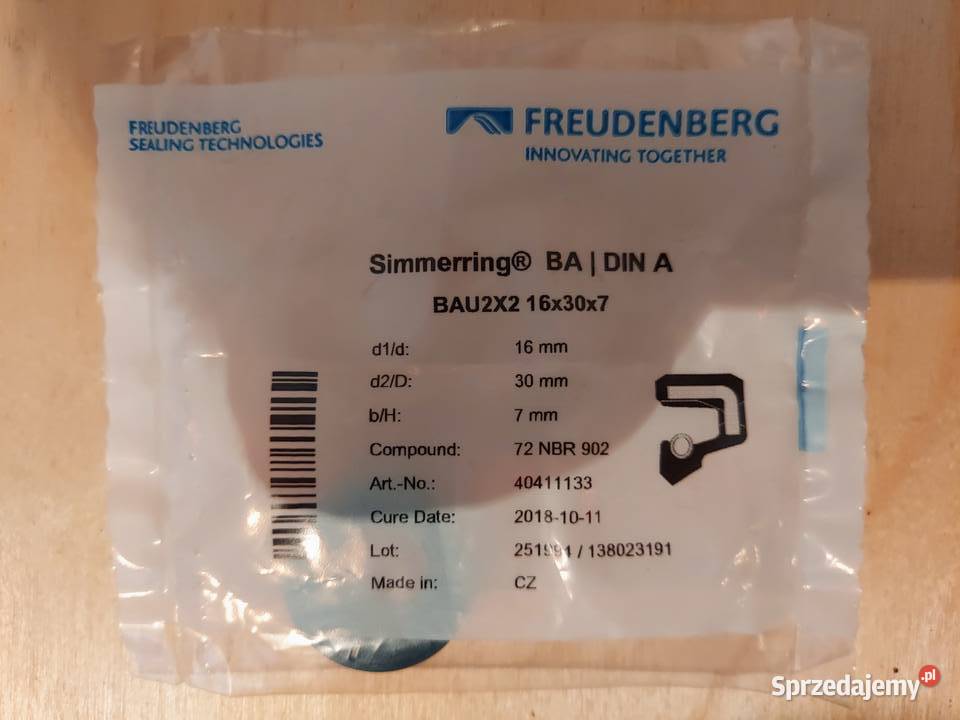 FREUDENBERG
SEALING TECHNOLOGIES
FREUDENBERG
INNOVATING TOGETHER
Simmerring® BA | DIN A
BAU2X2 16x30x7
d1/d: 16 mm
d2/D: 30 mm
b/H: 7 mm
Compound: 72 NBR 902
Art.-No.: 40411133
Cure Date: 2018-10-11
Lot: / 138023191
Made in: CZ
Sprzedajemy.pl